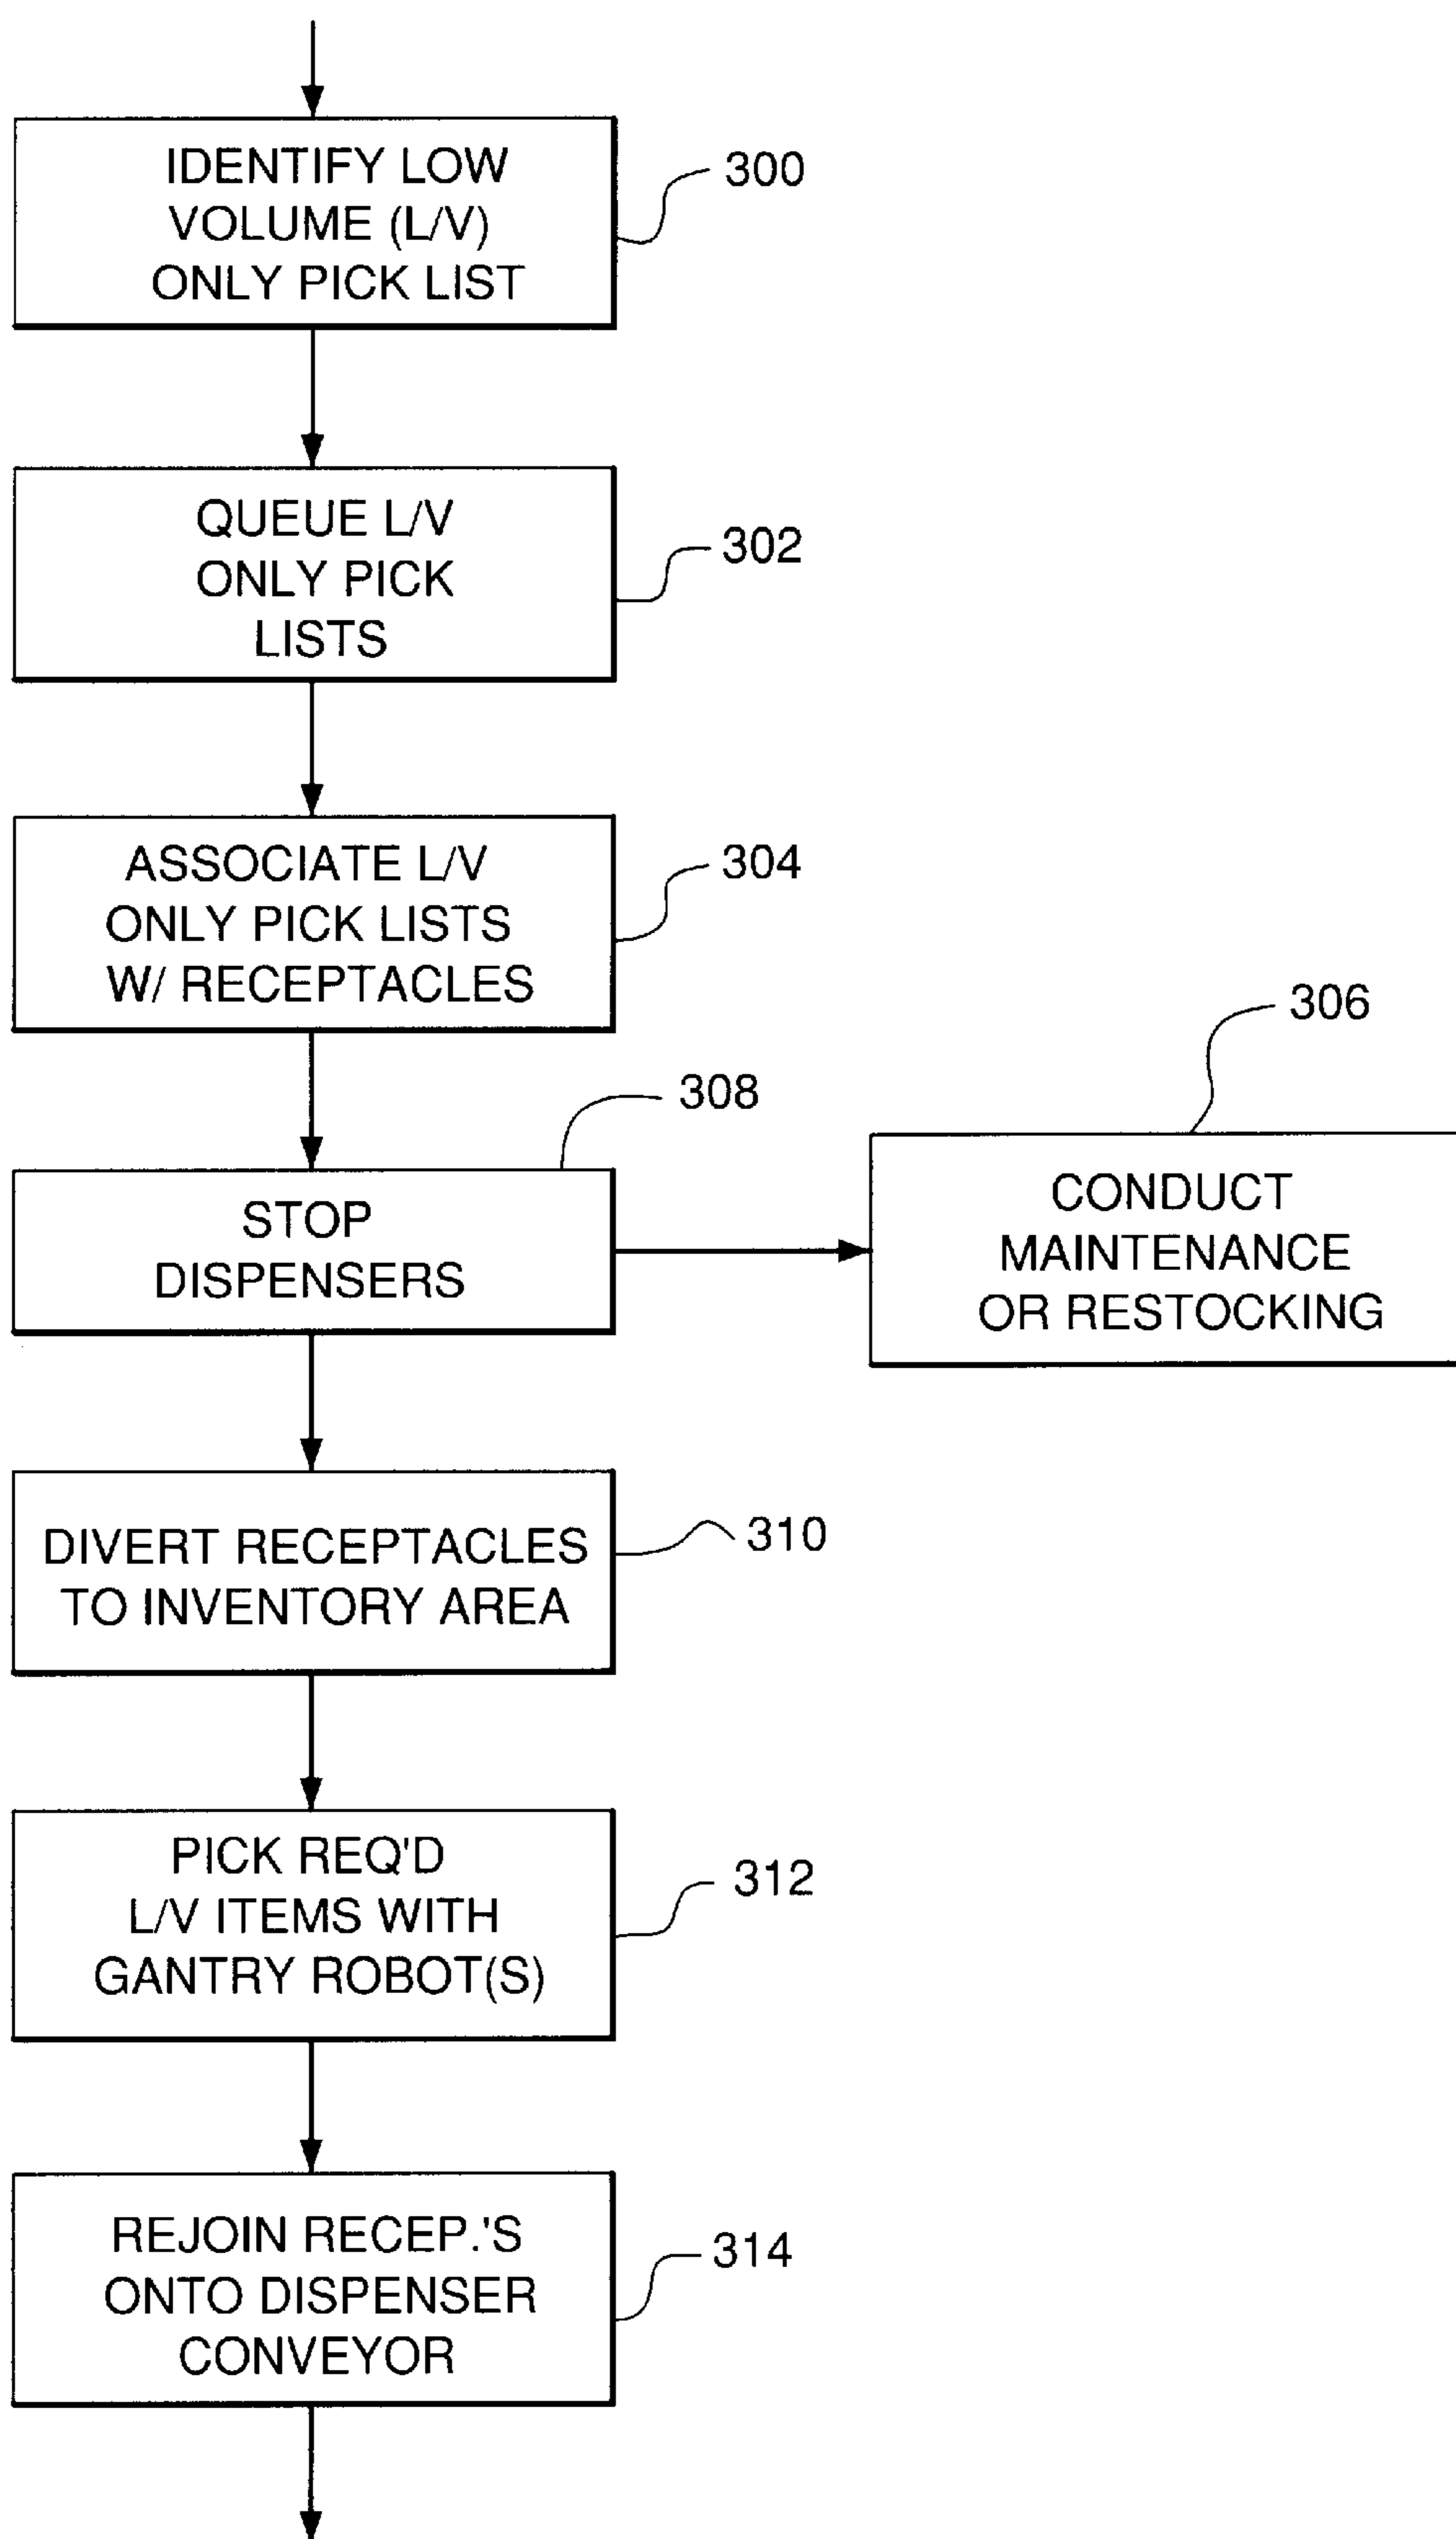 IDENTIFY LOW
VOLUME (L/V)
ONLY PICK LIST
300
QUEUE L/V
ONLY PICK
LISTS
302
ASSOCIATE L/V
ONLY PICK LISTS
W/ RECEPTACLES
304
306
308
STOP
DISPENSERS
CONDUCT
MAINTENANCE
OR RESTOCKING
DIVERT RECEPTACLES
TO INVENTORY AREA
310
PICK REQ'D
L/V ITEMS WITH
GANTRY ROBOT(S)
312
REJOIN RECEP.'S
ONTO DISPENSER
CONVEYOR
314